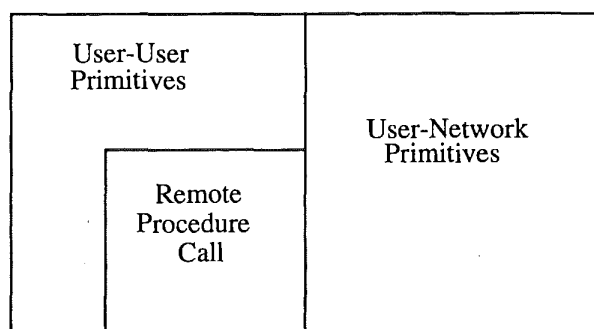 User-User
Primitives
User-Network
Primitives
Remote
Procedure
Call